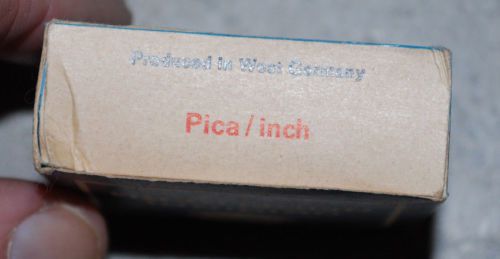 Produced in West Germany
Pica / inch